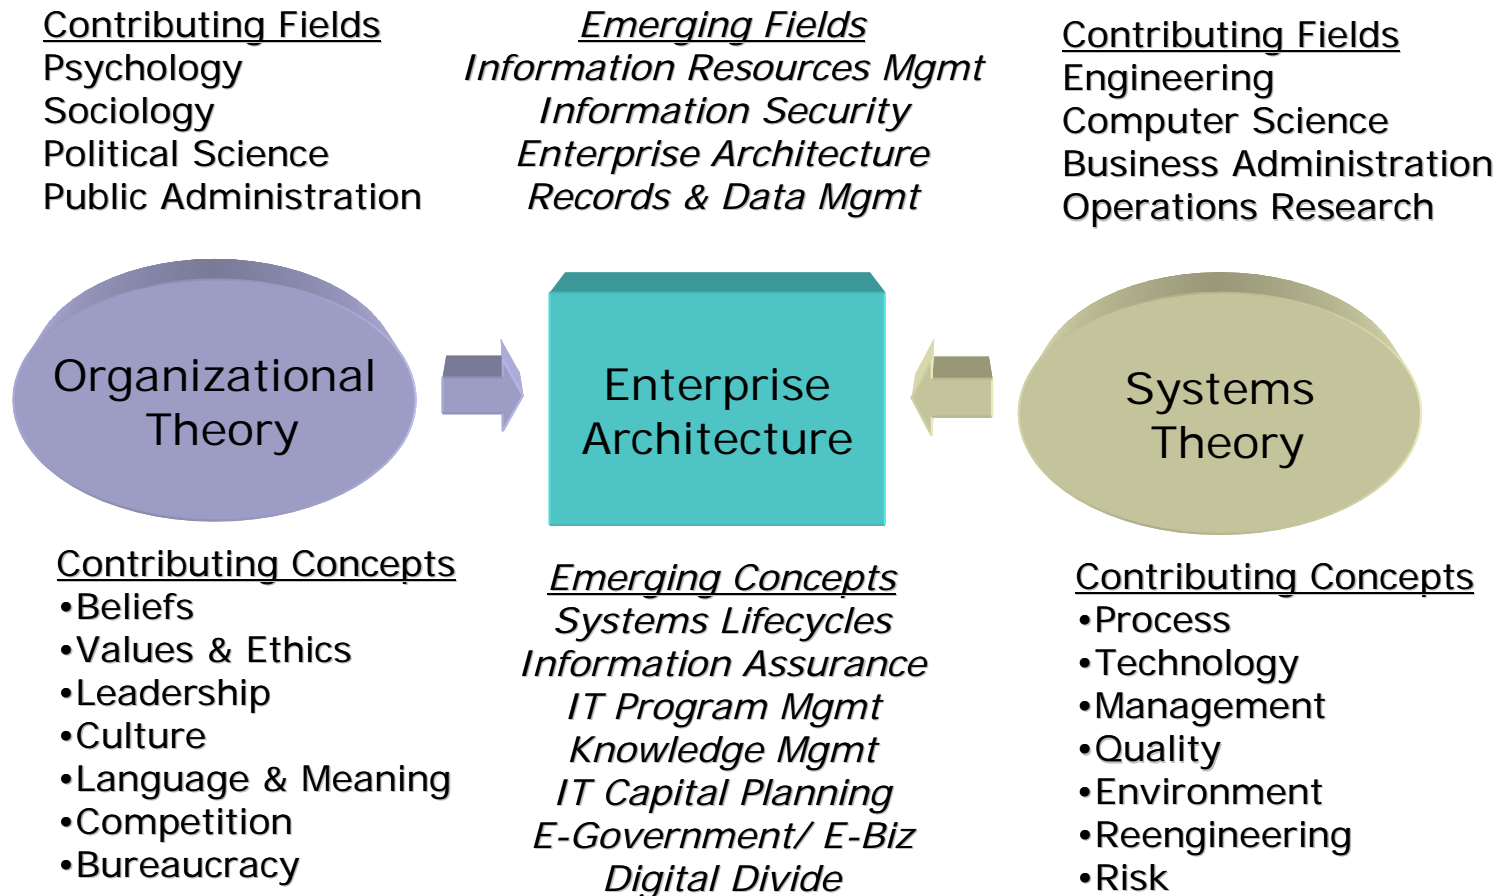 Contributing Fields
Psychology
Sociology
Political Science
Public Administration
Emerging Fields
Information Resources Mgmt
Information Security
Enterprise Architecture
Records & Data Mgmt
Contributing Fields
Engineering
Computer Science
Business Administration
Operations Research
Organizational
Theory
Enterprise
Architecture
Systems
Theory
Contributing Concepts
•Beliefs
•Values & Ethics
•Leadership
•Culture
•Language & Meaning
•Competition
•Bureaucracy
Emerging Concepts
Systems Lifecycles
Information Assurance
IT Program Mgmt
Knowledge Mgmt
IT Capital Planning
E-Government/ E-Biz
Digital Divide
Contributing Concepts
•Process
•Technology
•Management
•Quality
•Environment
•Reengineering
•Risk